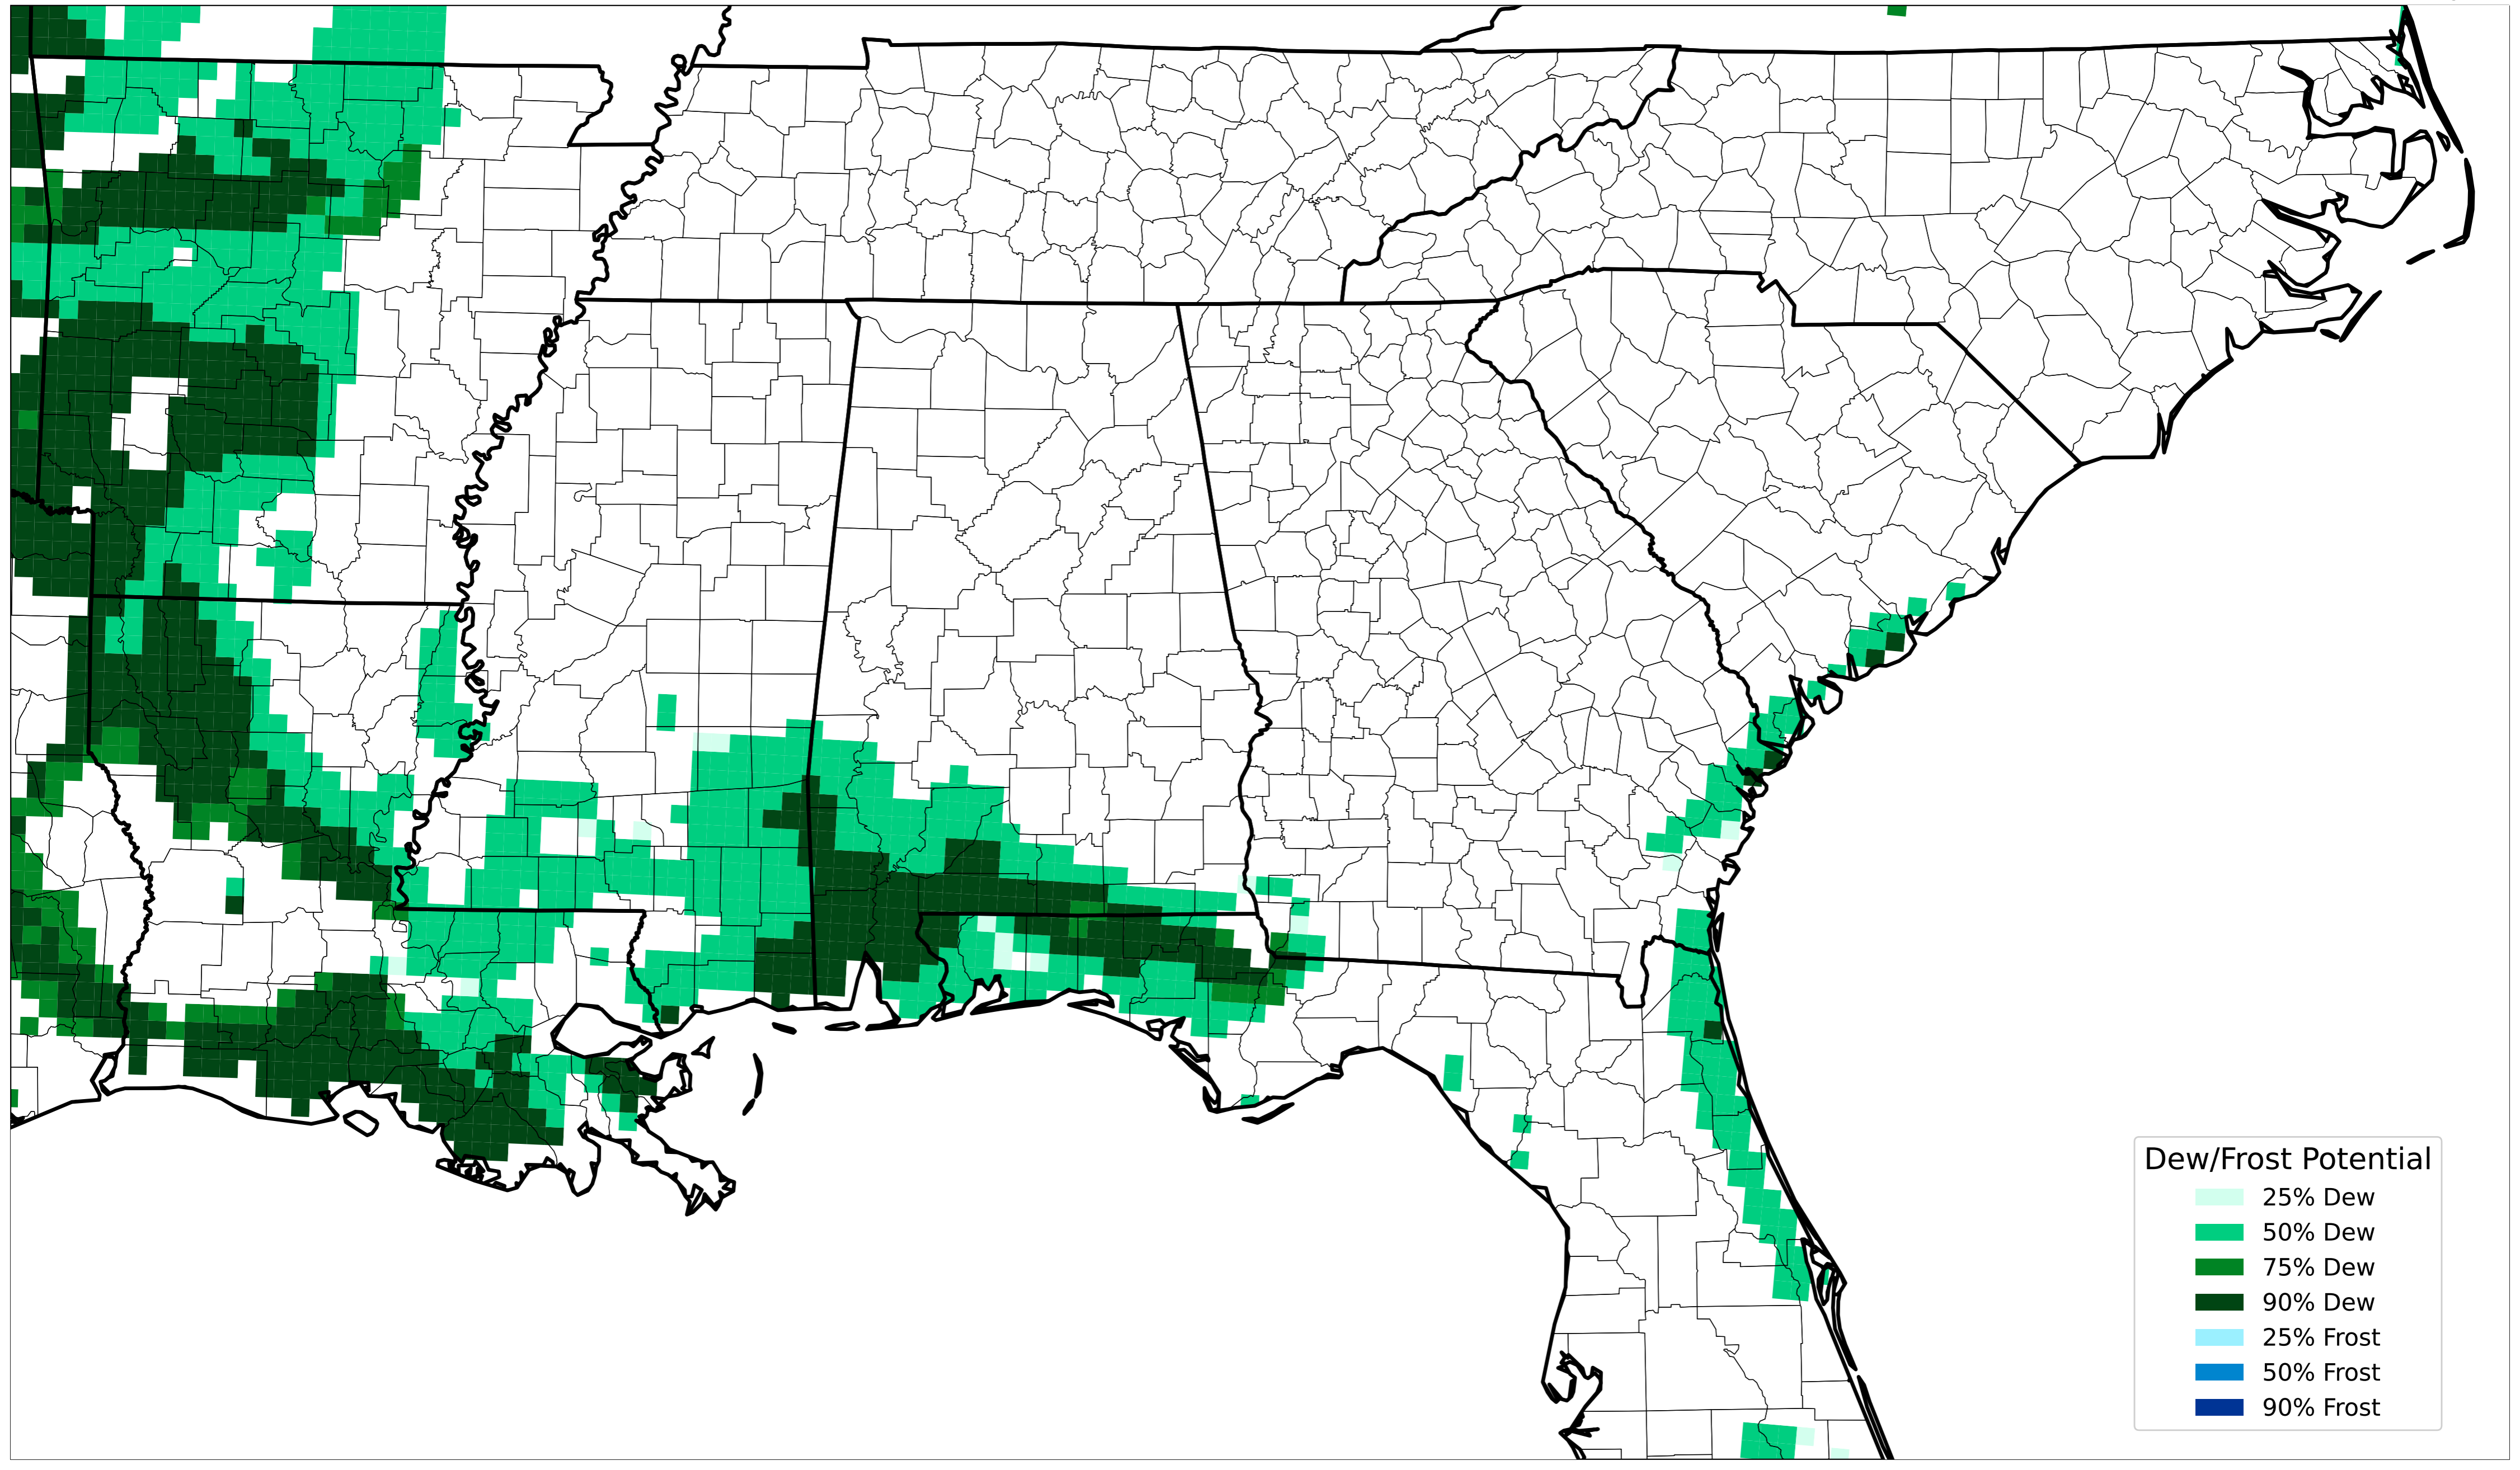 Dew/Frost Potential
25% Dew
50% Dew
75% Dew
90% Dew
25% Frost
50% Frost
90% Frost